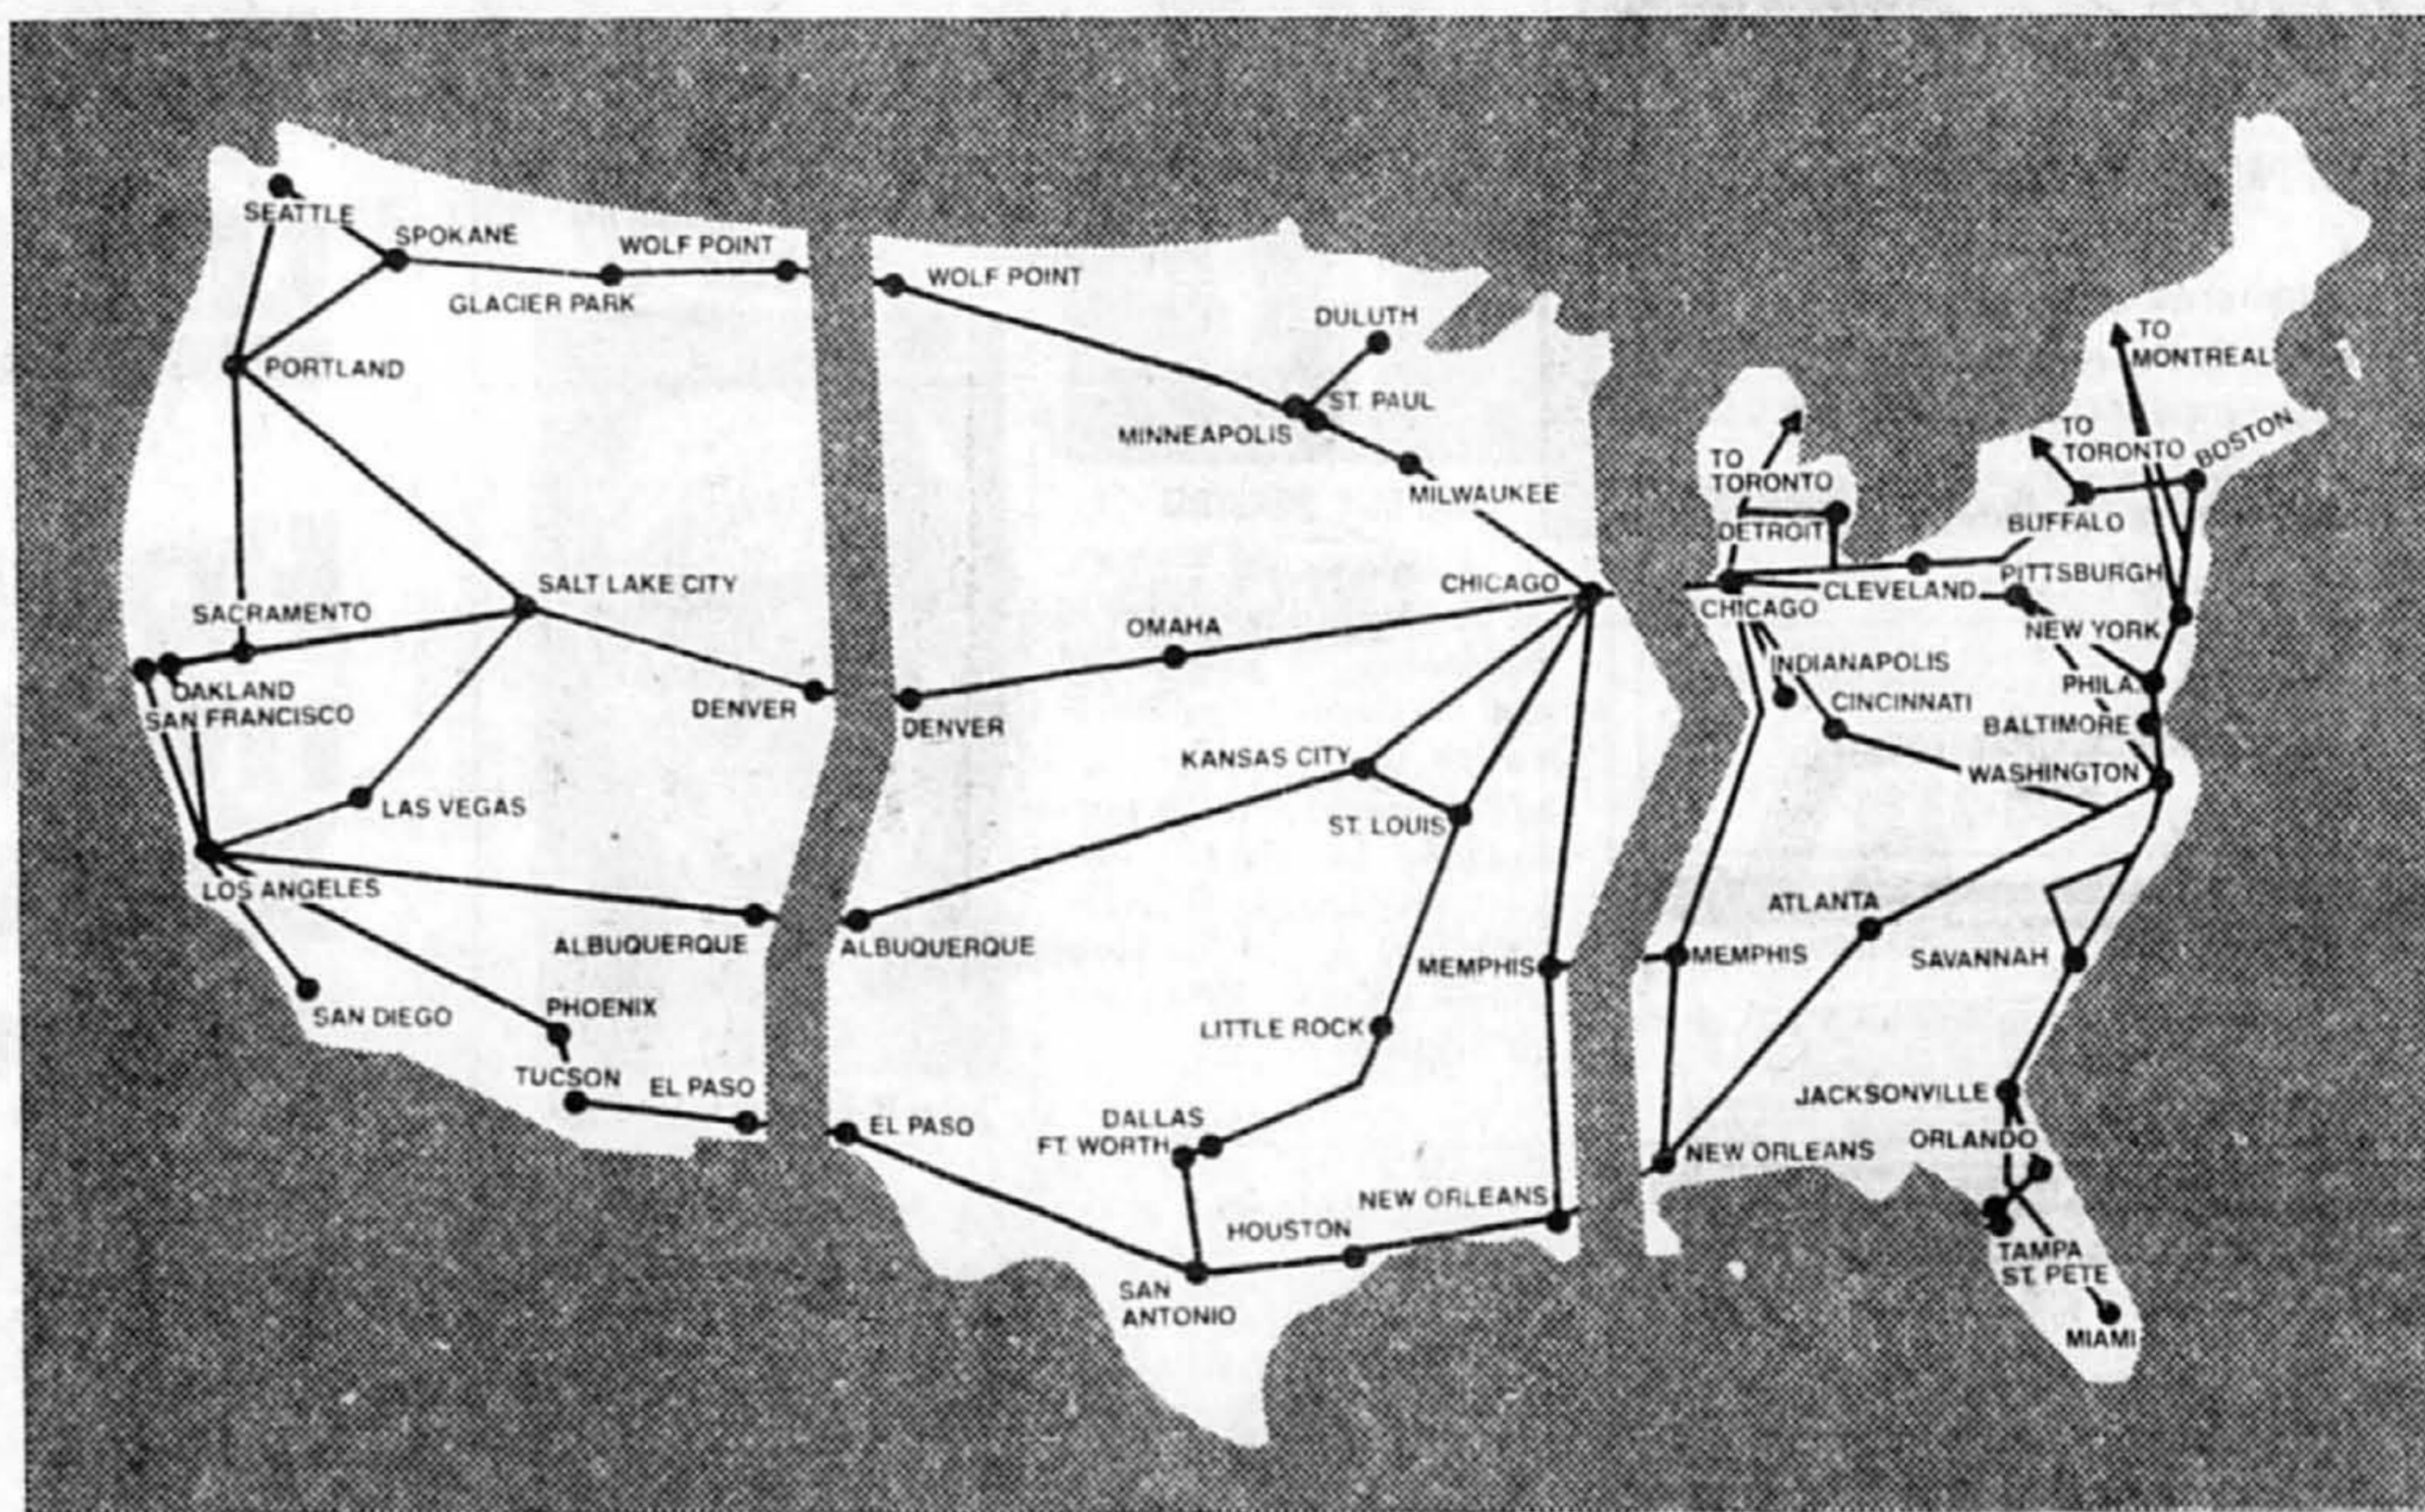 SEATTLE
SPOKANE
WOLF POINT
GLACIER PARK
PORTLAND
SALT LAKE CITY
SACRAMENTO
OAKLAND
SAN FRANCISCO
DENVER
LAS VEGAS
LOS ANGELES
ALBUQUERQUE
SAN DIEGO
PHOENIX
TUCSON
EL PASO
WOLF POINT
DULUTH
ST. PAUL
MINNEAPOLIS
MILWAUKEE
CHICAGO
OMAHA
DENVER
KANSAS CITY
ST. LOUIS
ALBUQUERQUE
MEMPHIS
LITTLE ROCK
EL PASO
DALLAS
FT. WORTH
NEW ORLEANS
HOUSTON
SAN
ANTONIO
TO
MONTREAL
TO
TORONTO
BOSTON
TO
TORONTO
DETROIT
BUFFALO
PITTSBURGH
CLEVELAND
CHICAGO
NEW YORK
INDIANAPOLIS
PHILA.
CINCINNATI
BALTIMORE
WASHINGTON
ATLANTA
MEMPHIS
SAVANNAH
JACKSONVILLE
ORLANDO
NEW ORLEANS
TAMPA
ST. PETE
MIAMI